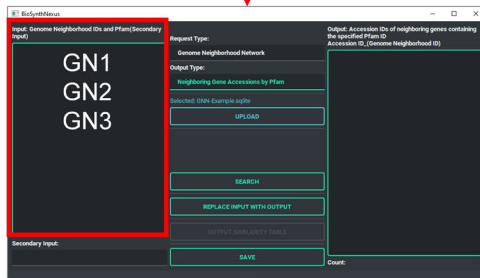 BioSynthNexus
Input: Genome Neighborhood IDs and Pfam(Secondary
Input)
GN1
GN2
GN3
Secondary Input:
Request Type:
Genome Neighborhood Network
Output Type:
Neighboring Gene Accessions by Pfam
Selected: GNN-Example.sqlite
UPLOAD
SEARCH
REPLACE INPUT WITH OUTPUT
OUTPUT SIMILARITY TABLE
SAVE
Output: Accession IDs of neighboring genes containing
the specified Pfam ID
Accession ID_(Genome Neighborhood ID)
Count: